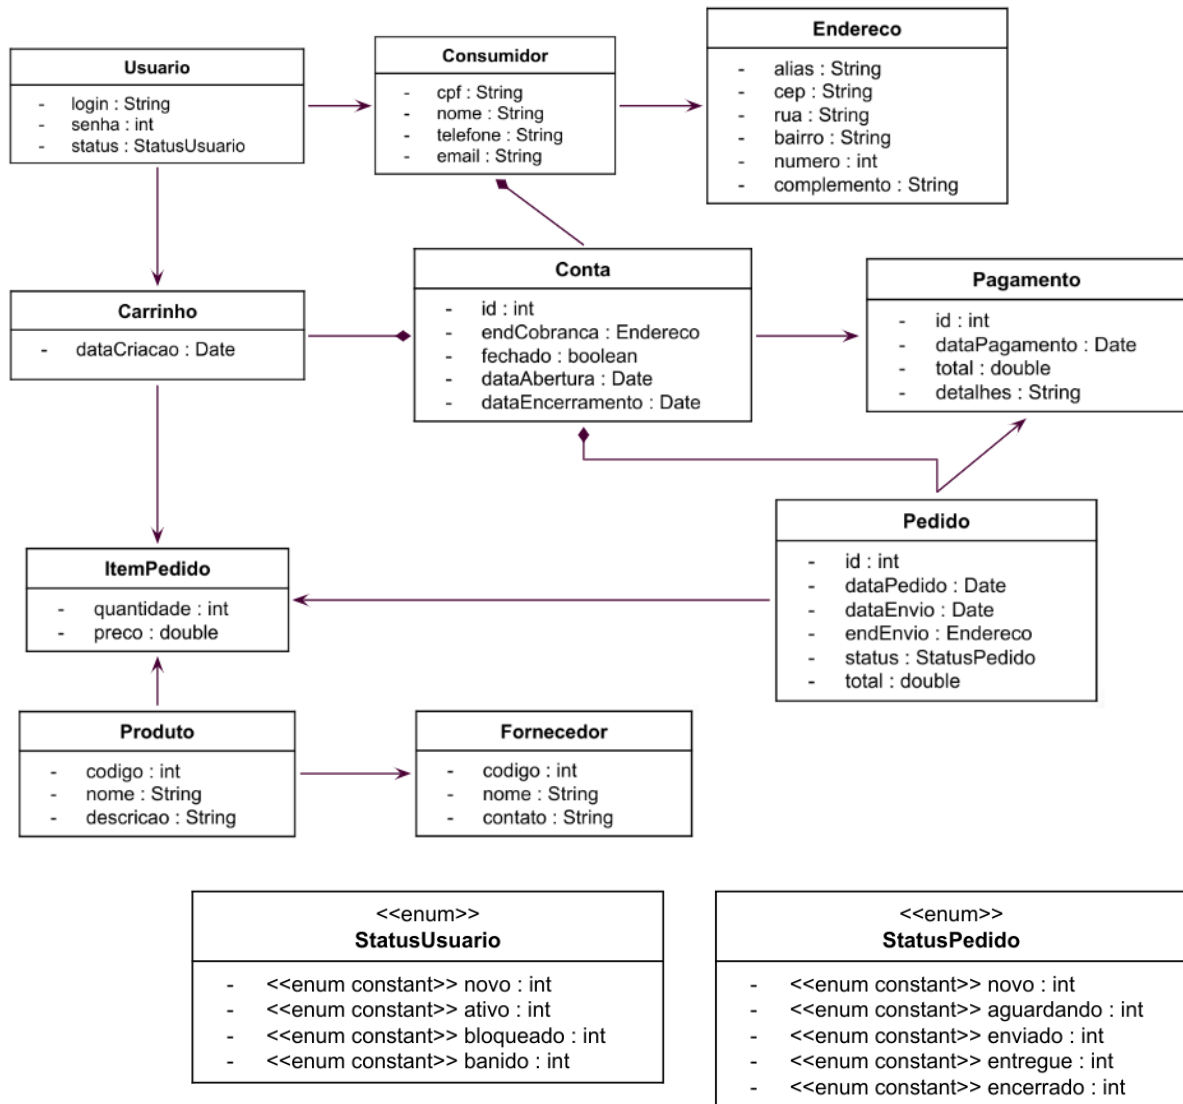 Usuario
- login : String
- senha : int
- status : StatusUsuario
Consumidor
- cpf : String
- nome : String
- telefone : String
- email : String
Endereco
- alias : String
- cep : String
- rua : String
- bairro : String
- numero : int
- complemento : String
Carrinho
- dataCriacao : Date
Conta
- id : int
- endCobranca : Endereco
- fechado : boolean
- dataAbertura : Date
- dataEncerramento : Date
Pagamento
- id : int
- dataPagamento : Date
- total : double
- detalhes : String
ItemPedido
- quantidade : int
- preco : double
Pedido
- id : int
- dataPedido : Date
- dataEnvio : Date
- endEnvio : Endereco
- status : StatusPedido
- total : double
Produto
- codigo : int
- nome : String
- descricao : String
Fornecedor
- codigo : int
- nome : String
- contato : String
<<enum>>
StatusUsuario
- <<enum constant>> novo : int
- <<enum constant>> ativo : int
- <<enum constant>> bloqueado : int
- <<enum constant>> banido : int
<<enum>>
StatusPedido
- <<enum constant>> novo : int
- <<enum constant>> aguardando : int
- <<enum constant>> enviado : int
- <<enum constant>> entregue : int
- <<enum constant>> encerrado : int